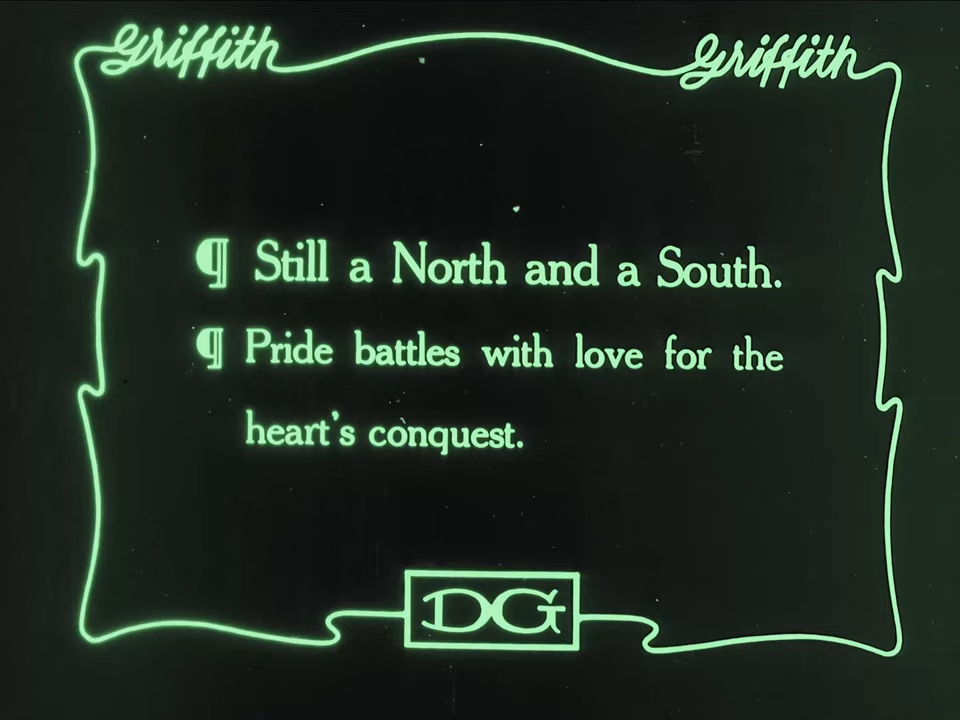 Griffith Griffith
¶ Still a North and a South.
¶ Pride battles with love for the
heart's conquest.
DG